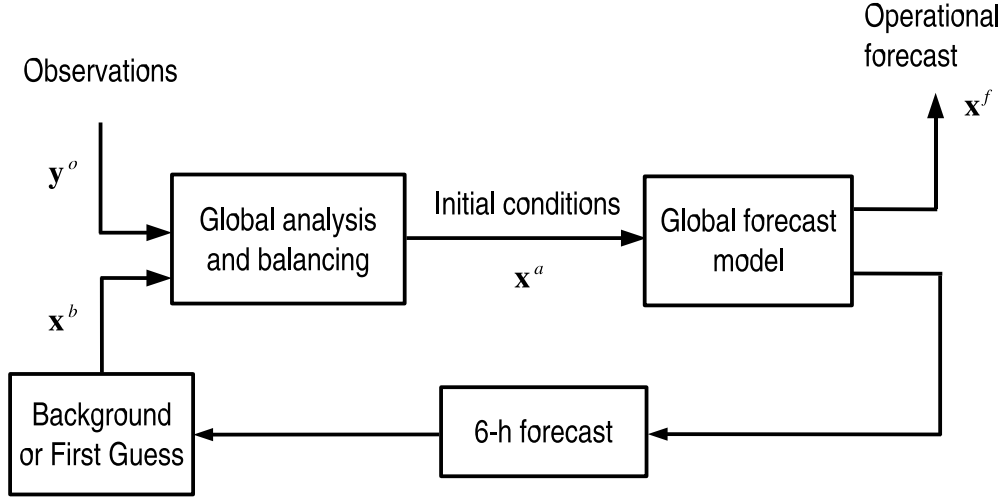 Operational
forecast
x^f
Observations
y^o
Global analysis
and balancing
Initial conditions
x^a
Global forecast
model
x^b
Background
or First Guess
6-h forecast